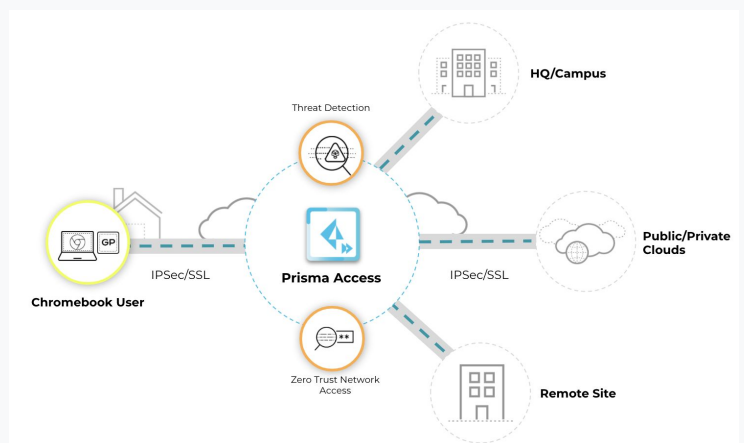 HQ/Campus
Threat Detection
GP
IPSec/SSL
Chromebook User
Prisma Access
IPSec/SSL
Public/Private
Clouds
**
Zero Trust Network
Access
Remote Site